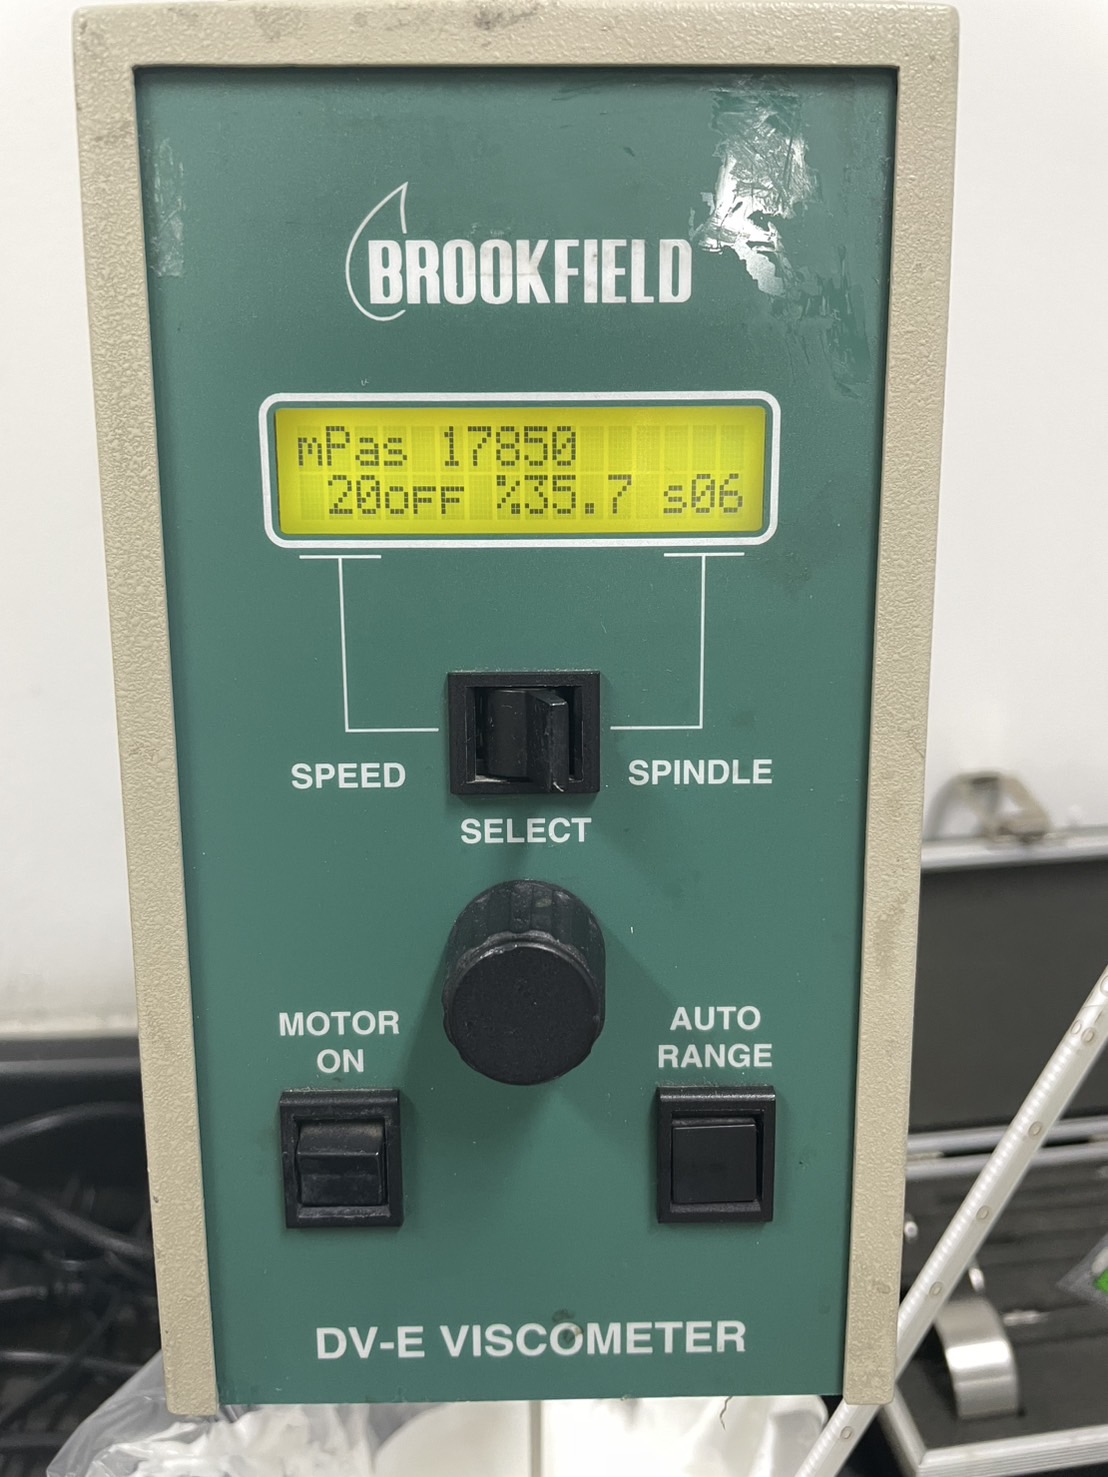 BROOKFIELD
mPas 17850
20OFF %35.7 s06
SPEED
SPINDLE
SELECT
MOTOR
ON
AUTO
RANGE
DV-E VISCOMETER